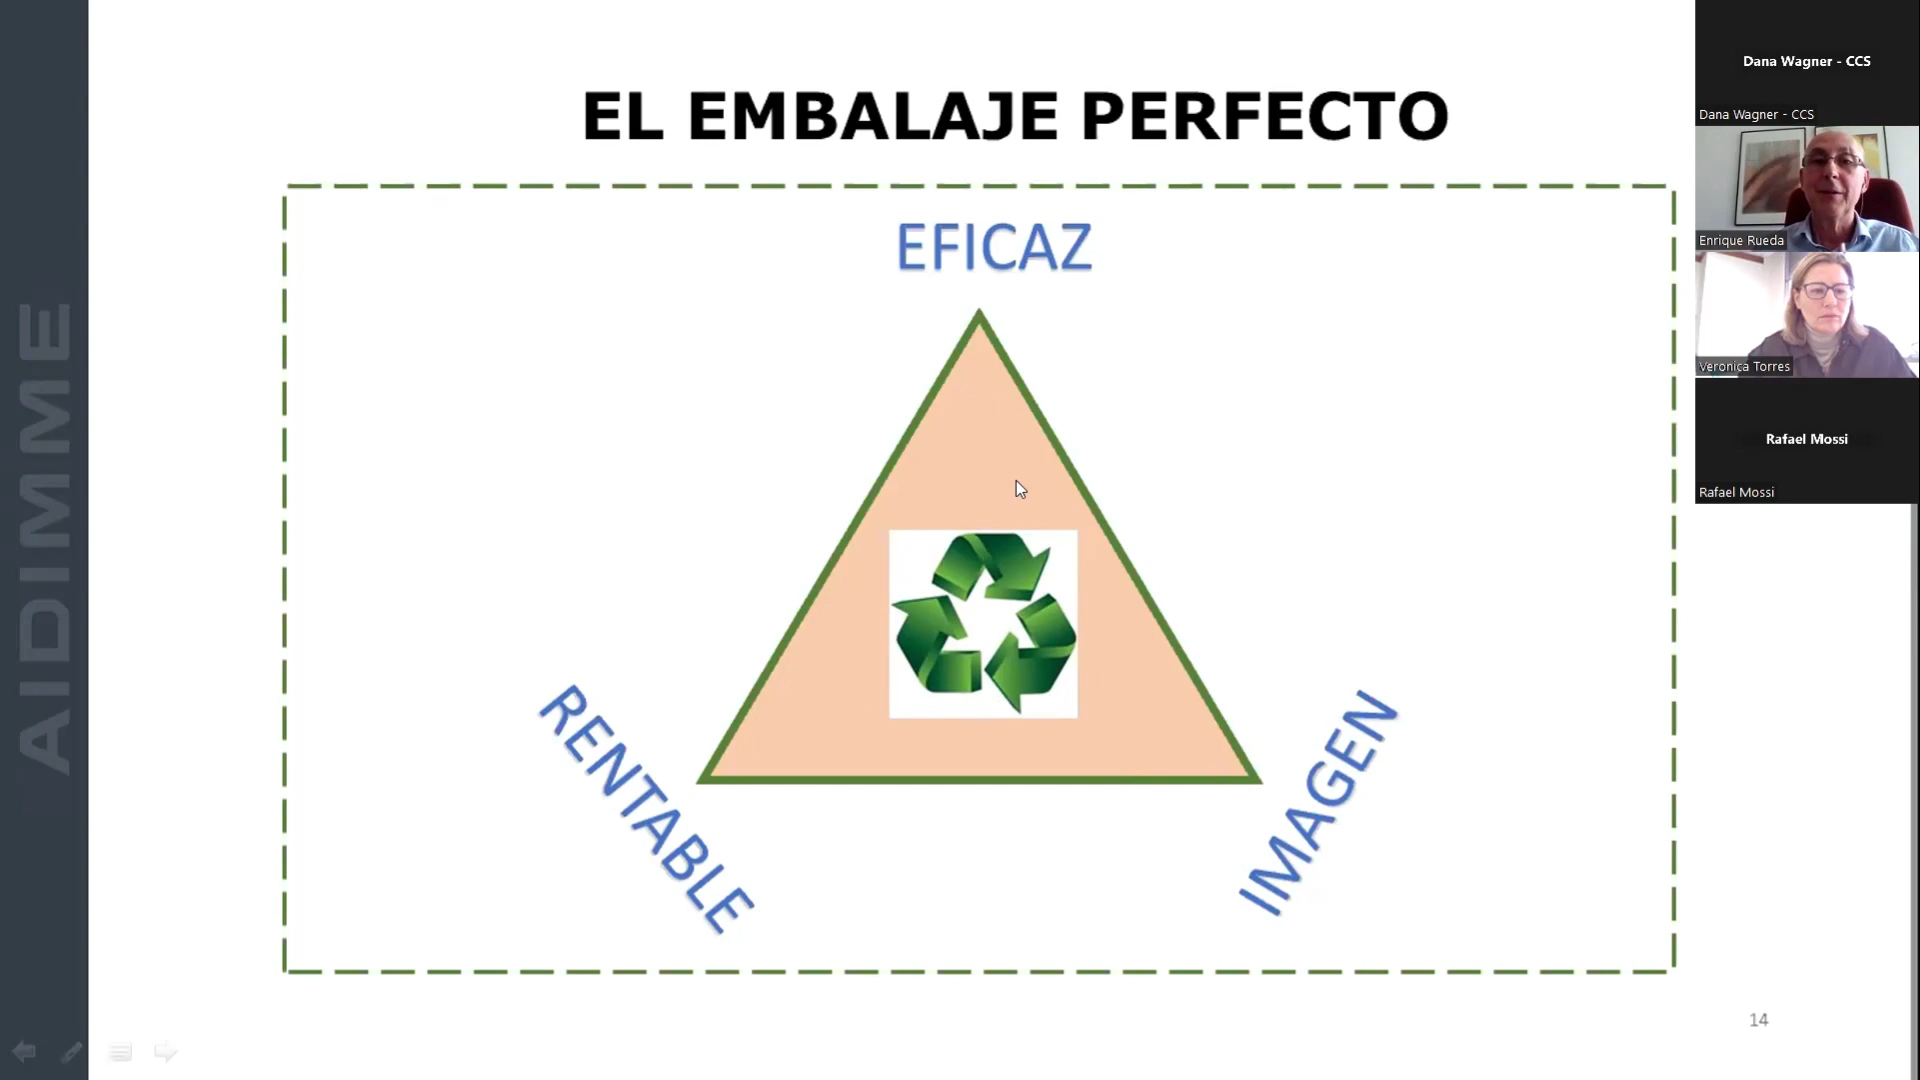 AIDIMME
EL EMBALAJE PERFECTO
EFICAZ
RENTABLE
IMAGEN
14
Dana Wagner - CCS
Dana Wagner - CCS
Enrique Rueda
Veronica Torres
Rafael Mossi
Rafael Mossi